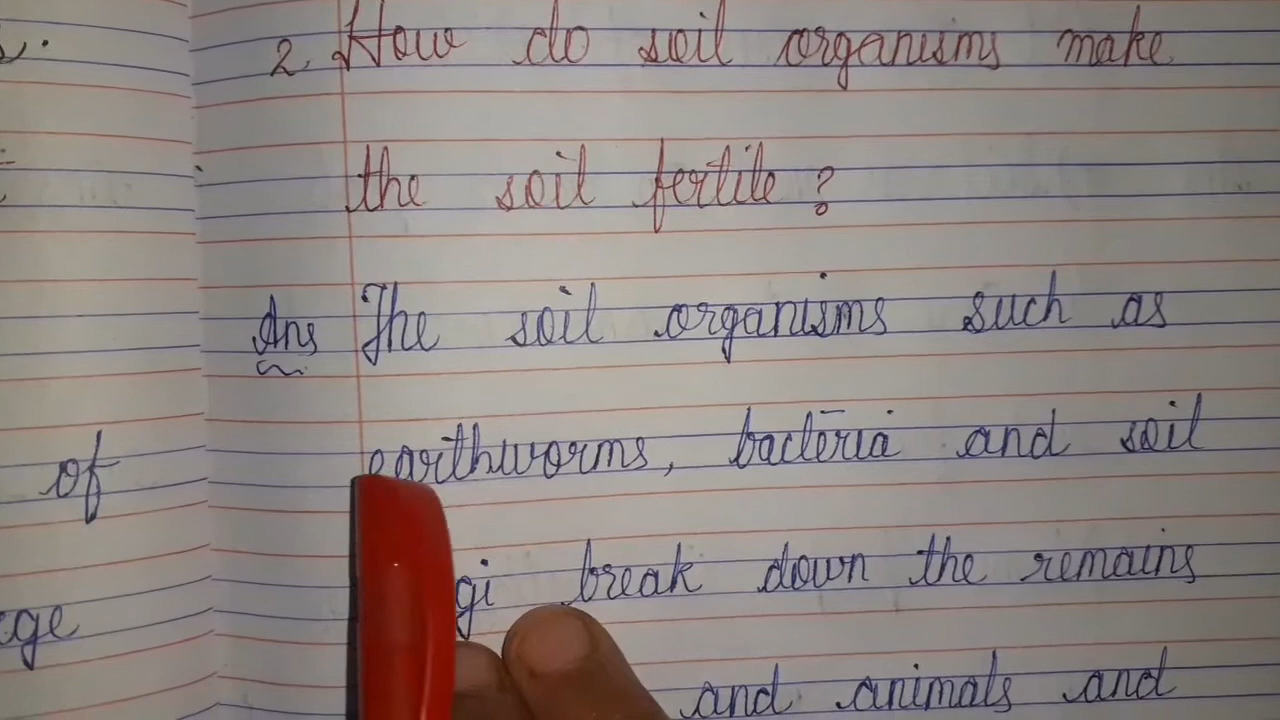 2. How do soil organisms make
the soil fertile?
Ans The soil organisms such as
earthworms, bacteria and soil
of
gi break down the remains
ge
and animals and